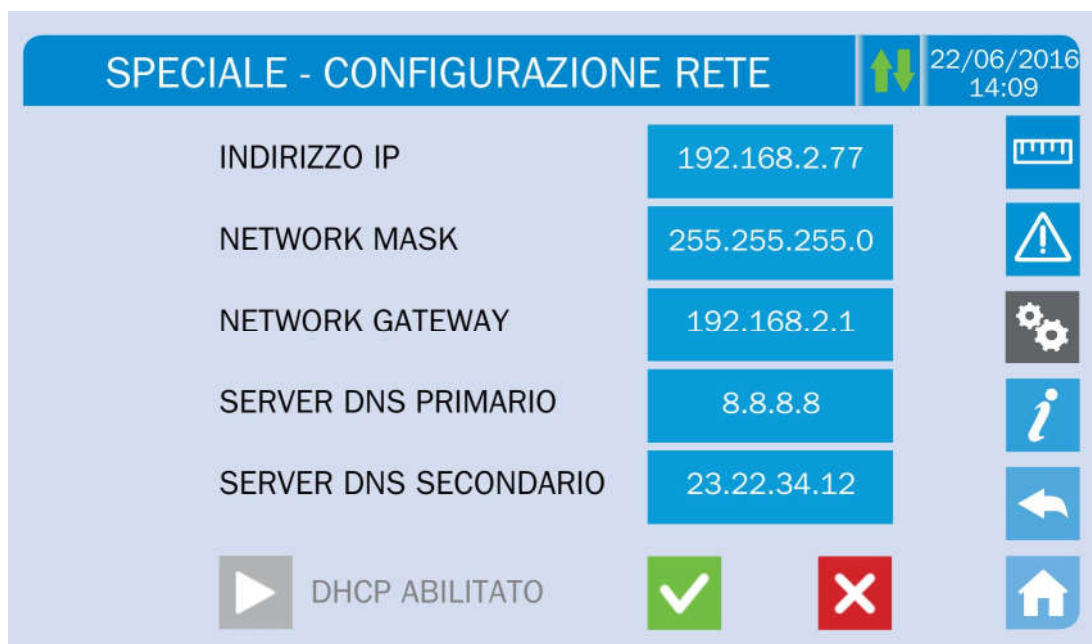 SPECIALE - CONFIGURAZIONE RETE
22/06/2016
14:09
INDIRIZZO IP 192.168.2.77
NETWORK MASK 255.255.255.0
NETWORK GATEWAY 192.168.2.1
SERVER DNS PRIMARIO 8.8.8.8
SERVER DNS SECONDARIO 23.22.34.12
DHCP ABILITATO